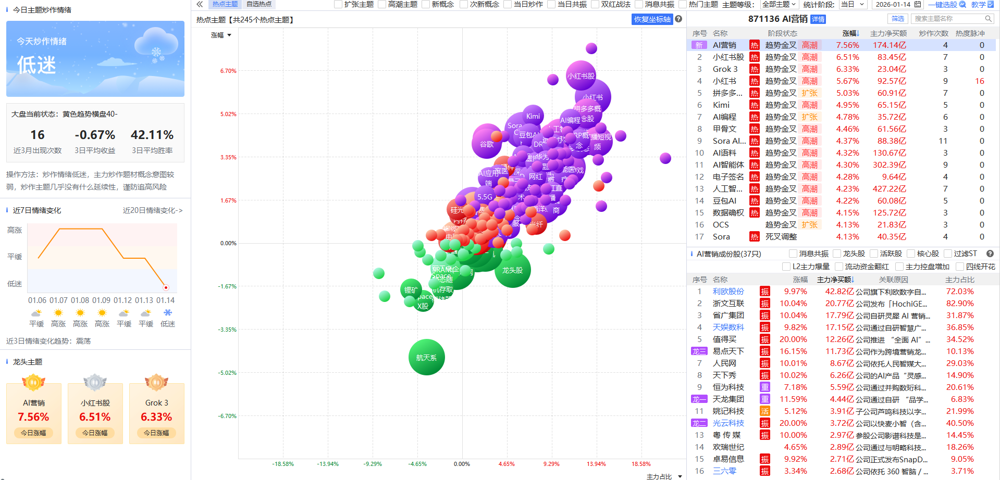 今日主题炒作情绪
今天炒作情绪
低迷
大盘当前状态：黄色趋势横盘40-
16 -0.67% 42.11%
近3月出现次数 3日平均收益 3日平均胜率
操作方法：炒作情绪低迷，主力炒作题材概念意图较
弱，炒作主题几乎没有什么延续性，谨防追高风险
近7日情绪变化 近20日情绪变化->
高涨
平缓
低迷
01.06 01.07 01.08 01.09 01.12 01.13 01.14
平缓 高涨 高涨 高涨 平缓 平缓 低迷
近3日情绪变化趋势：震荡
龙头主题
AI营销 小红书股 Grok 3
7.56% 6.51% 6.33%
今日涨幅 今日涨幅 今日涨幅
热点主题 自选热点 扩张主题 高潮主题 新概念 次新概念 当日炒作 当日共振 双红战法 消息共振 热门主题 主题等级： 全部主题 统计阶段： 当日 2026-01-14 一键选股 教学
热点主题【共245个热点主题】 恢复坐标轴
涨幅
6.70%
5.02%
3.35%
1.67%
0.00%
-1.67%
-3.35%
-5.02%
-6.70%
小红书股
小红书
拼多多概
念股
Kimi
AI编程
Sora
豆包AI
谷歌
RP概
念
播短视
频
DR
华为
AI应用
端
网红
能医
疗
戏
5.5G
术
红直
播
商
硅光
内存
光纤
龙头股
锂矿
Space
态随
存取
pace
X股
航天系
-18.58% -13.94% -9.29% -4.65% 0.00% 4.65% 9.29% 13.94% 18.58%
主力占比
871136 AI营销 详情 筛选 搜索主题名称
序号 名称 阶段状态 涨幅↓ 主力净买额 炒作次数 热度脉冲
新 AI营销 热 趋势金叉 高潮 7.56% 174.14亿 4 0
2 小红书股 热 趋势金叉 高潮 6.51% 83.45亿 7 0
3 Grok 3 热 趋势金叉 高潮 6.33% 23.04亿 3 0
4 小红书 热 趋势金叉 高潮 5.67% 92.57亿 9 16
5 拼多多... 热 趋势金叉 扩张 5.03% 60.91亿 7 0
6 Kimi 热 趋势金叉 高潮 4.95% 65.15亿 5 0
7 AI编程 热 趋势金叉 扩张 4.78% 35.72亿 6 0
8 甲骨文 热 趋势金叉 高潮 4.46% 61.56亿 3 0
9 Sora AI... 热 趋势金叉 高潮 4.37% 88.38亿 11 0
10 AI语料 热 趋势金叉 高潮 4.32% 130.67亿 3 0
11 AI智能体 热 趋势金叉 高潮 4.30% 302.39亿 9 0
12 电子签名 热 趋势金叉 高潮 4.28% 9.64亿 4 0
13 人工智... 热 趋势金叉 高潮 4.23% 427.22亿 7 0
14 豆包AI 热 趋势金叉 高潮 4.22% 60.08亿 5 0
15 数据确权 热 趋势金叉 高潮 4.15% 125.72亿 3 0
16 OCS 趋势金叉 扩张 4.13% 21.83亿 3 0
17 Sora 热 死叉调整 4.13% 40.35亿 4 0
AI营销成份股(37只) 消息共振 龙头股 活跃股 核心股 过滤ST
L2主力爆量 流动资金翻红 主力控盘增加 四线开花
序号 名称 涨幅 主力净买额↓ 关联原因 主力占比
1 利欧股份 振 9.97% 42.82亿 公司旗下利欧数字自... 72.03%
2 浙文互联 振 10.04% 20.77亿 公司发布「HochiGE... 82.90%
3 省广集团 振 10.04% 17.79亿 公司自研灵犀 AI 营销... 31.87%
4 天娱数科 振 9.82% 17.15亿 公司通过自研智慧广... 36.85%
5 值得买 振 20.00% 12.26亿 公司推进 “全面 AI”... 34.52%
龙三 易点天下 振 16.15% 11.73亿 公司作为跨境营销龙... 10.13%
7 人民网 振 10.01% 8.67亿 公司依托人民智媒大... 29.03%
8 天下秀 振 10.02% 6.26亿 公司的AI产品“灵感... 14.90%
9 恒为科技 重 7.18% 5.59亿 公司通过并购数珩科... 20.61%
龙一 天龙集团 重 11.59% 4.44亿 公司通过自研 “品学... 6.83%
11 姚记科技 活 5.12% 3.91亿 子公司芦鸣科技以字... 21.99%
龙二 光云科技 振 20.00% 3.72亿 公司以快麦小智（含... 40.50%
13 粤 传 媒 振 10.00% 2.97亿 参股公司影谱科技是... 14.45%
14 欢瑞世纪 4.65% 2.89亿 公司通过与明略科技... 18.26%
15 卓易信息 振 9.92% 2.71亿 公司正式发布SnapD... 9.05%
16 三六零 振 3.34% 2.68亿 公司依托 360 智脑 /... 3.71%